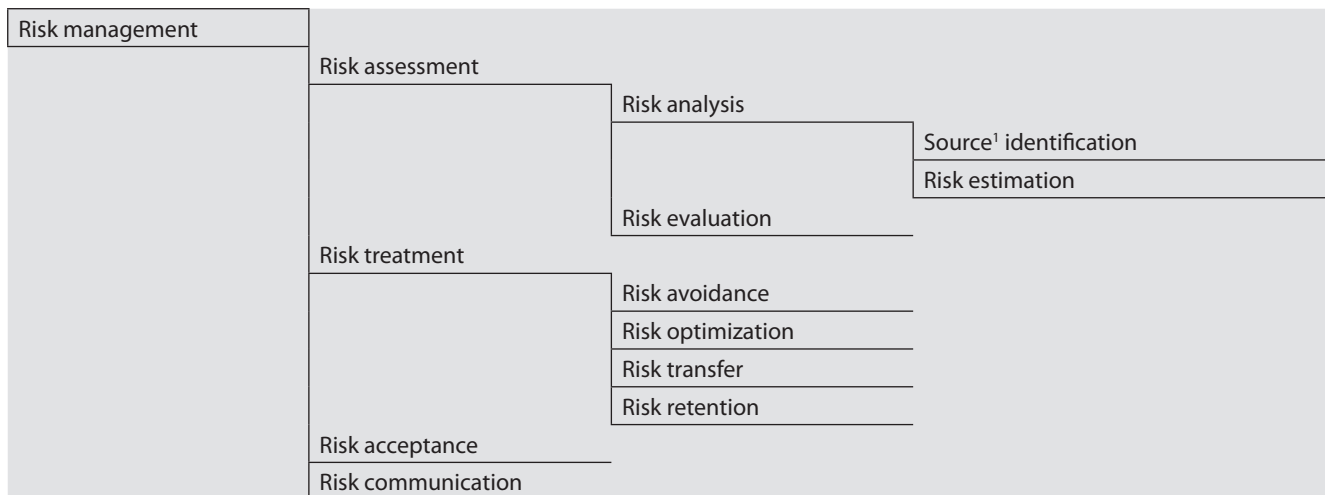 Risk management
Risk assessment
Risk analysis
Source¹ identification
Risk estimation
Risk evaluation
Risk treatment
Risk avoidance
Risk optimization
Risk transfer
Risk retention
Risk acceptance
Risk communication